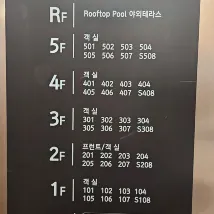 RF Rooftop Pool 야외테라스
5F 객 실
501 502 503 504
505 506 507 S508
4F 객 실
401 402 403 404
405 406 407 S408
3F 객 실
301 302 303 304
305 306 307 S308
2F 프런트/객 실
201 202 203 204
205 206 207 S208
1F 객 실
101 102 103 104
105 106 107 S108